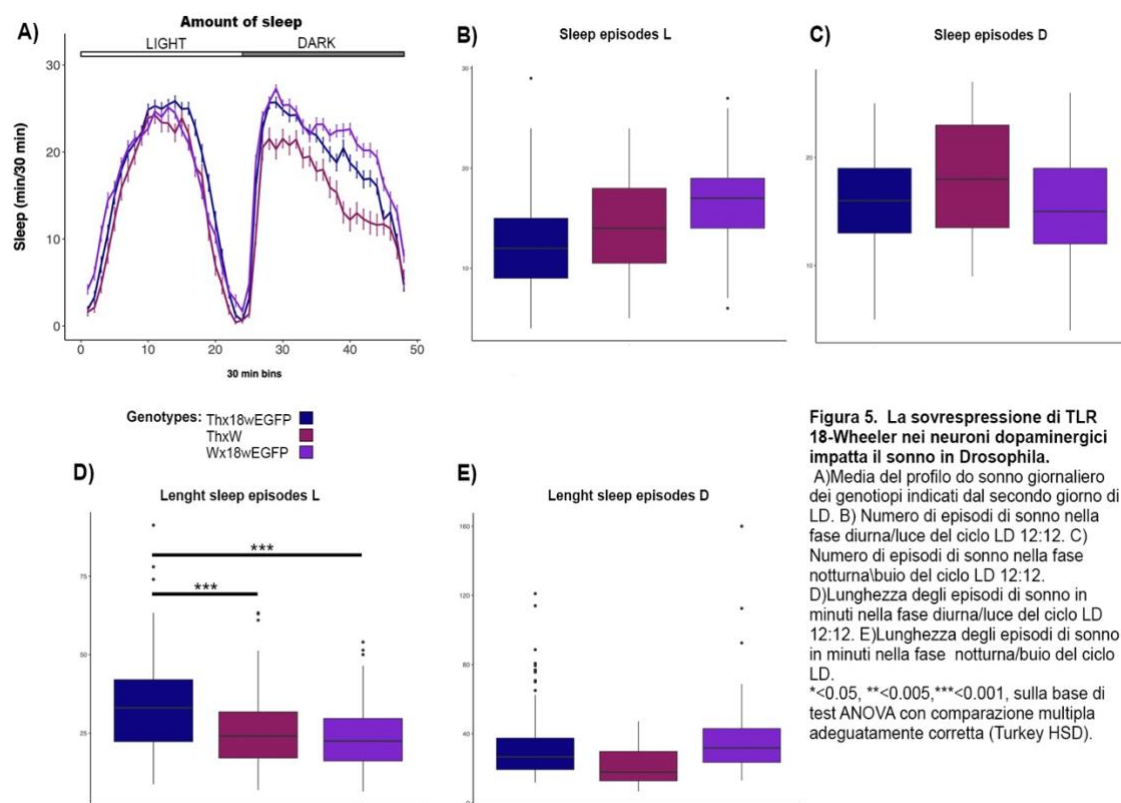 A)
Amount of sleep
LIGHT
DARK
Sleep (min/30 min)
30
20
10
0
0
10
20
30
40
50
30 min bins
B)
Sleep episodes L
30
20
10
C)
Sleep episodes D
20
10
Genotypes: Thx18wEGFP
ThxW
Wx18wEGFP
D)
Lenght sleep episodes L
75
50
25
***
***
E)
Lenght sleep episodes D
160
120
80
40
0
Figura 5. La sovrespressione di TLR
18-Wheeler nei neuroni dopaminergici
impatta il sonno in Drosophila.
A)Media del profilo do sonno giornaliero
dei genotiopi indicati dal secondo giorno di
LD. B) Numero di episodi di sonno nella
fase diurna/luce del ciclo LD 12:12. C)
Numero di episodi di sonno nella fase
notturna\buio del ciclo LD 12:12.
D)Lunghezza degli episodi di sonno in
minuti nella fase diurna/luce del ciclo LD
12:12. E)Lunghezza degli episodi di sonno
in minuti nella fase notturna/buio del ciclo
LD.
*<0.05, **<0.005,***<0.001, sulla base di
test ANOVA con comparazione multipla
adeguatamente corretta (Turkey HSD).